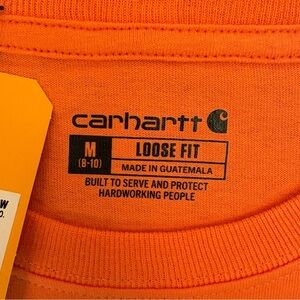 carhartt
M
(8-10)
LOOSE FIT
MADE IN GUATEMALA
BUILT TO SERVE AND PROTECT
HARDWORKING PEOPLE